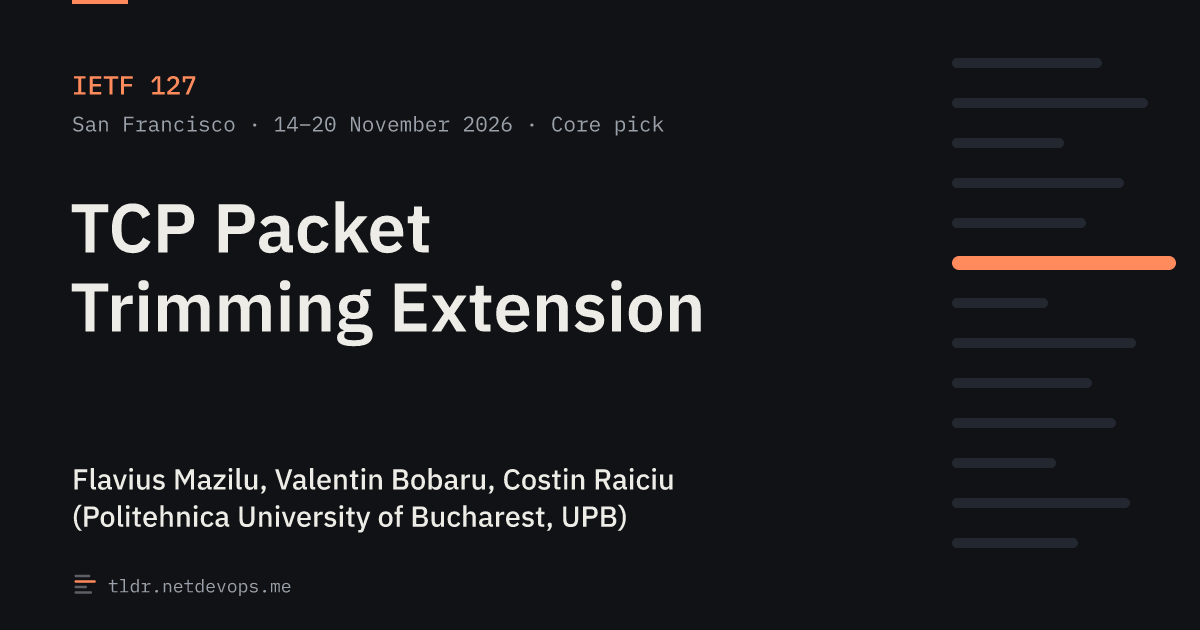 IETF 127
San Francisco · 14–20 November 2026 · Core pick
TCP Packet
Trimming Extension
Flavius Mazilu, Valentin Bobaru, Costin Raiciu
(Politehnica University of Bucharest, UPB)
tldr.netdevops.me